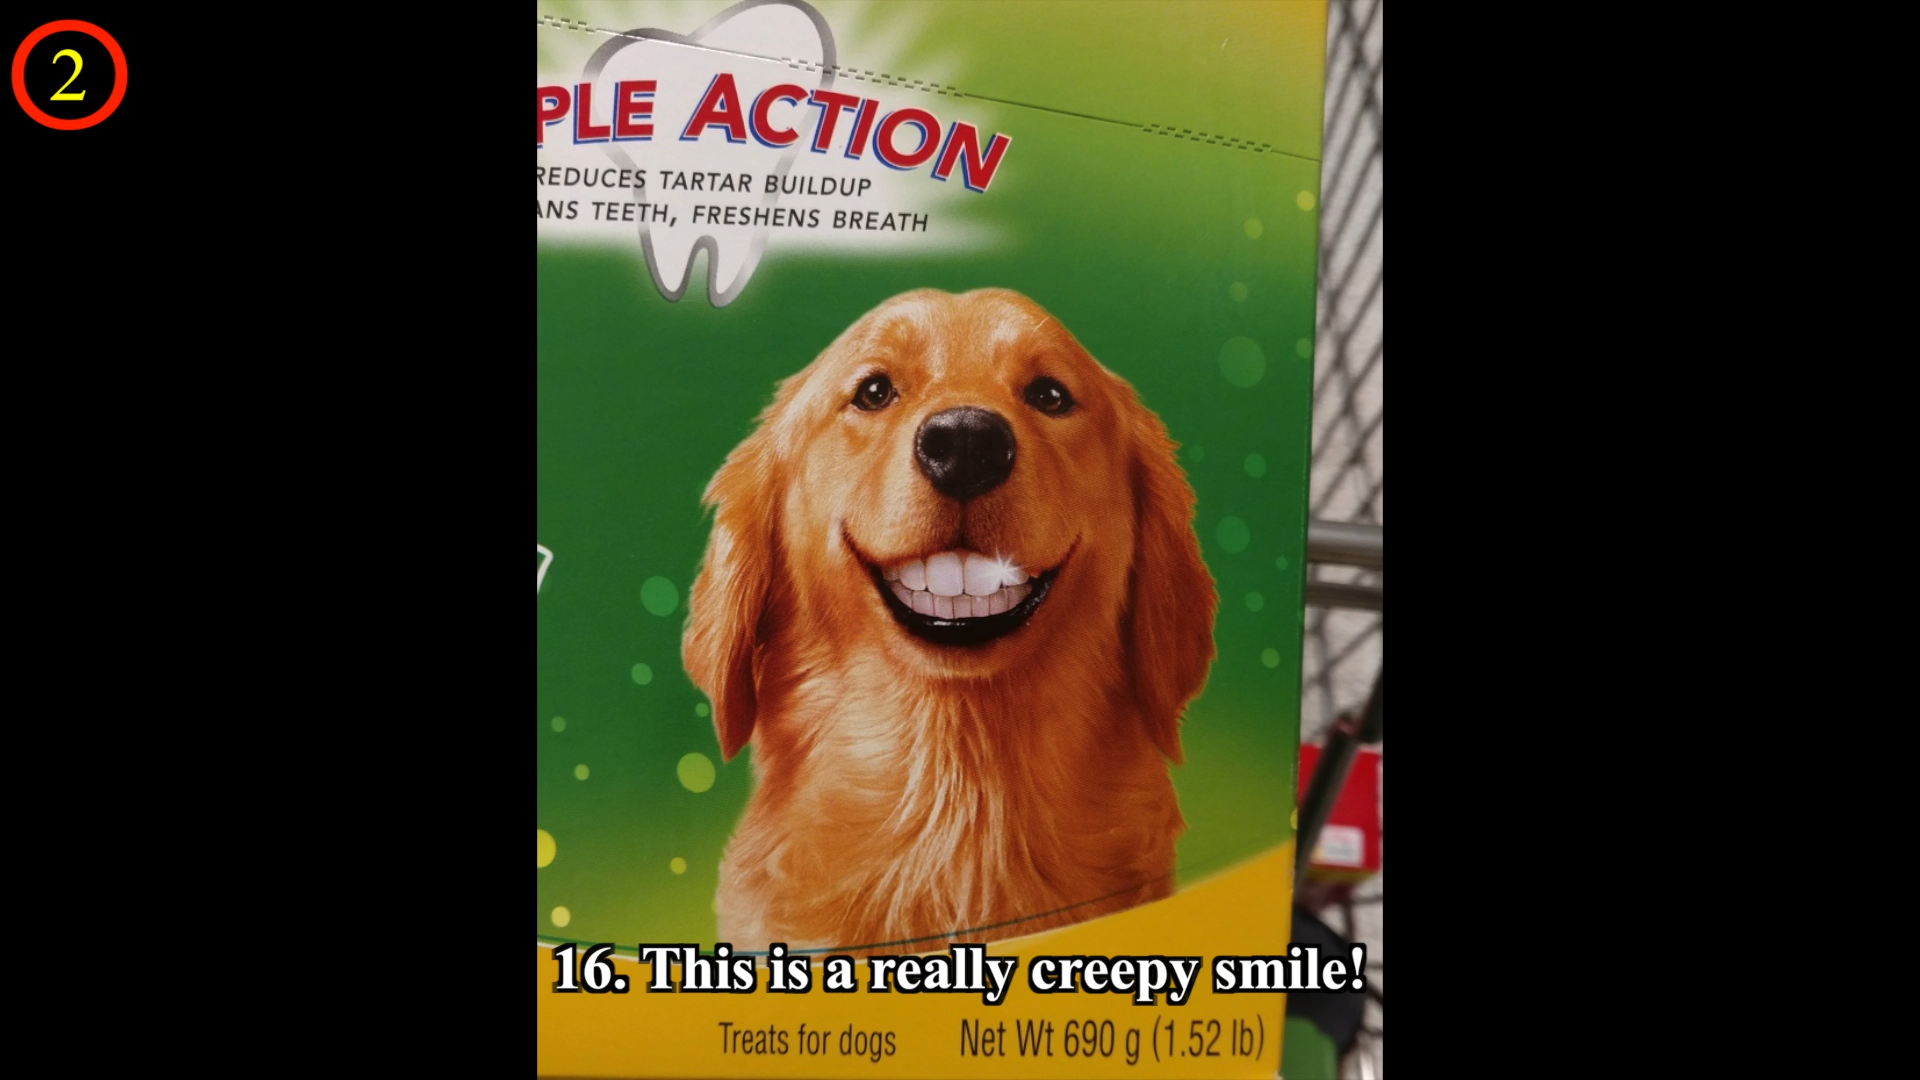 2
PLE ACTION
REDUCES TARTAR BUILDUP
ANS TEETH, FRESHENS BREATH
16. This is a really creepy smile!
Treats for dogs Net Wt 690 g (1.52 lb)